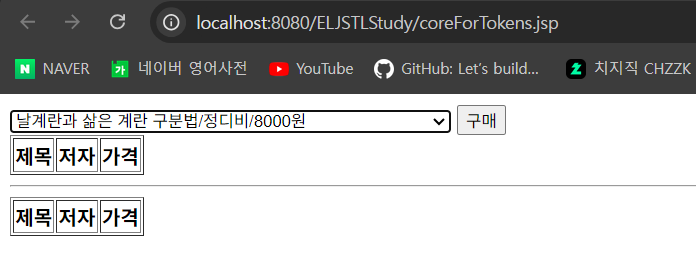 localhost:8080/ELJSTLStudy/coreForTokens.jsp
N NAVER 가 네이버 영어사전 YouTube GitHub: Let's build... 치지직 CHZZK
날계란과 삶은 계란 구분법/정디비/8000원 구매
제목 저자 가격
제목 저자 가격